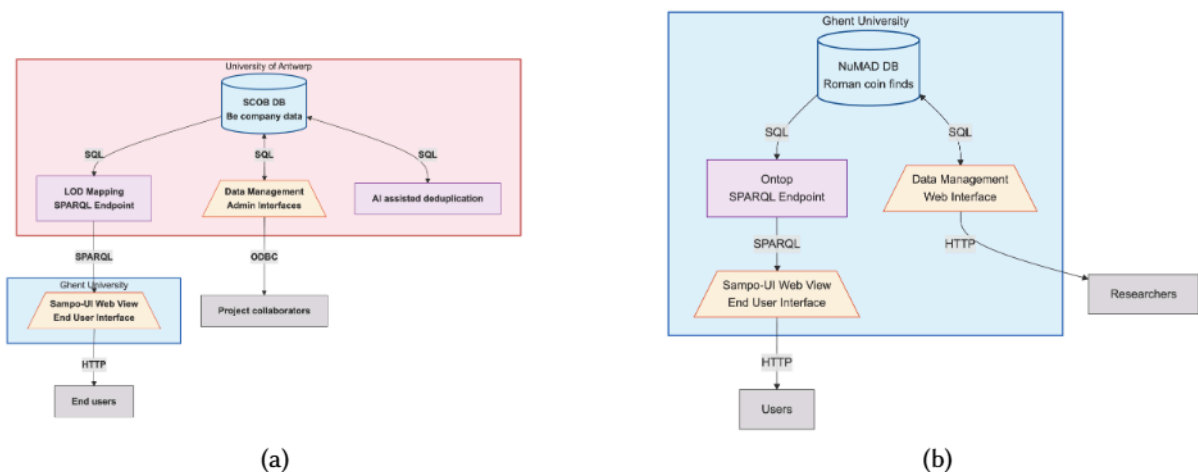 University of Antwerp
SCOB DB
Be company data
SQL
SQL
SQL
LOD Mapping
SPARQL Endpoint
Data Management
Admin Interfaces
AI assisted deduplication
SPARQL
ODBC
Ghent University
Sampo-UI Web View
End User Interface
Project collaborators
HTTP
End users
(a)
Ghent University
NuMAD DB
Roman coin finds
SQL
SQL
Ontop
SPARQL Endpoint
Data Management
Web Interface
SPARQL
HTTP
Sampo-UI Web View
End User Interface
Researchers
HTTP
Users
(b)